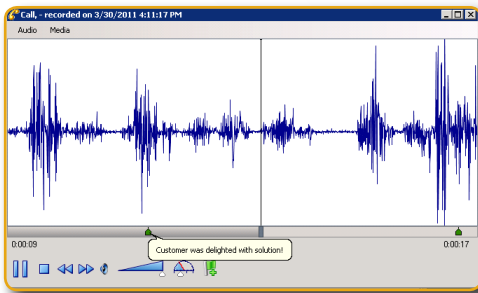 Call, - recorded on 3/30/2011 4:11:17 PM
Audio Media
Customer was delighted with solution!
0:00:09 0:00:17